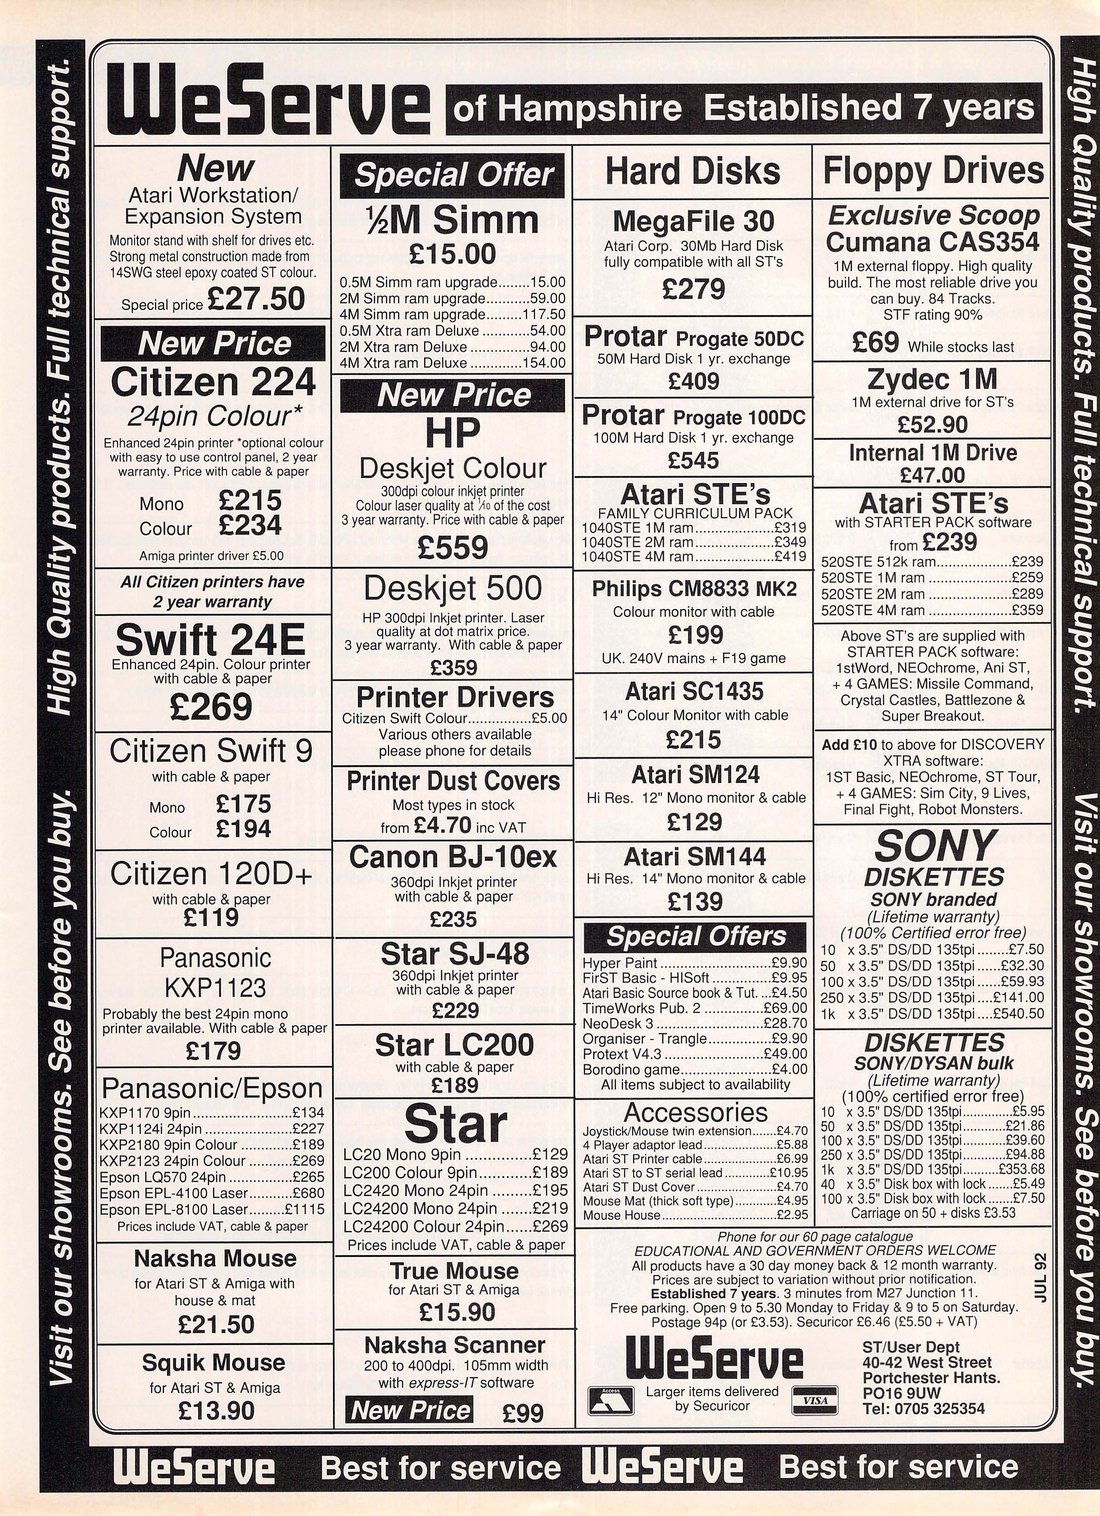 WeServe of Hampshire Established 7 years
High Quality products. Full technical support.
Visit our showrooms. See before you buy.
New
Atari Workstation/
Expansion System
Monitor stand with shelf for drives etc.
Strong metal construction made from
14SWG steel epoxy coated ST colour.
Special price £27.50
New Price
Citizen 224
24pin Colour*
Enhanced 24pin printer *optional colour
with easy to use control panel, 2 year
warranty. Price with cable & paper
Mono £215
Colour £234
Amiga printer driver £5.00
All Citizen printers have
2 year warranty
Swift 24E
Enhanced 24pin. Colour printer
with cable & paper
£269
Citizen Swift 9
with cable & paper
Mono £175
Colour £194
Citizen 120D+
with cable & paper
£119
Panasonic
KXP1123
Probably the best 24pin mono
printer available. With cable & paper
£179
Panasonic/Epson
KXP1170 9pin £134
KXP1124i 24pin £227
KXP2180 9pin Colour £189
KXP2123 24pin Colour £269
Epson LQ570 24pin £265
Epson EPL-4100 Laser £680
Epson EPL-8100 Laser £1115
Prices include VAT, cable & paper
Naksha Mouse
for Atari ST & Amiga with
house & mat
£21.50
Squik Mouse
for Atari ST & Amiga
£13.90
Special Offer
½M Simm
£15.00
0.5M Simm ram upgrade........15.00
2M Simm ram upgrade...........59.00
4M Simm ram upgrade.........117.50
0.5M Xtra ram Deluxe ............54.00
2M Xtra ram Deluxe ...............94.00
4M Xtra ram Deluxe .............154.00
New Price
HP
Deskjet Colour
300dpi colour inkjet printer
Colour laser quality at 1/10 of the cost
3 year warranty. Price with cable & paper
£559
Deskjet 500
HP 300dpi Inkjet printer. Laser
quality at dot matrix price.
3 year warranty. With cable & paper
£359
Printer Drivers
Citizen Swift Colour...............£5.00
Various others available
please phone for details
Printer Dust Covers
Most types in stock
from £4.70 inc VAT
Canon BJ-10ex
360dpi Inkjet printer
with cable & paper
£235
Star SJ-48
360dpi Inkjet printer
with cable & paper
£229
Star LC200
with cable & paper
£189
Star
LC20 Mono 9pin ..............£129
LC200 Colour 9pin...........£189
LC2420 Mono 24pin ........£195
LC24200 Mono 24pin ......£219
LC24200 Colour 24pin.....£269
Prices include VAT, cable & paper
True Mouse
for Atari ST & Amiga
£15.90
Naksha Scanner
200 to 400dpi. 105mm width
with express-IT software
New Price £99
Hard Disks
MegaFile 30
Atari Corp. 30Mb Hard Disk
fully compatible with all ST's
£279
Protar Progate 50DC
50M Hard Disk 1 yr. exchange
£409
Protar Progate 100DC
100M Hard Disk 1 yr. exchange
£545
Atari STE's
FAMILY CURRICULUM PACK
1040STE 1M ram....................£319
1040STE 2M ram....................£349
1040STE 4M ram....................£419
Philips CM8833 MK2
Colour monitor with cable
£199
UK. 240V mains + F19 game
Atari SC1435
14" Colour Monitor with cable
£215
Atari SM124
Hi Res. 12" Mono monitor & cable
£129
Atari SM144
Hi Res. 14" Mono monitor & cable
£139
Special Offers
Hyper Paint ............................£9.90
FirST Basic - HISoft................£9.95
Atari Basic Source book & Tut. ...£4.50
TimeWorks Pub. 2 ...............£69.00
NeoDesk 3 ...........................£28.70
Organiser - Trangle................£9.90
Protext V4.3 .........................£49.00
Borodino game.......................£4.00
All items subject to availability
Accessories
Joystick/Mouse twin extension.......£4.70
4 Player adaptor lead....................£5.88
Atari ST Printer cable....................£6.99
Atari ST to ST serial lead.............£10.95
Atari ST Dust Cover......................£4.70
Mouse Mat (thick soft type)............£4.95
Mouse House................................£2.95
Floppy Drives
Exclusive Scoop
Cumana CAS354
1M external floppy. High quality
build. The most reliable drive you
can buy. 84 Tracks.
STF rating 90%
£69 While stocks last
Zydec 1M
1M external drive for ST's
£52.90
Internal 1M Drive
£47.00
Atari STE's
with STARTER PACK software
from £239
520STE 512k ram...................£239
520STE 1M ram .....................£259
520STE 2M ram .....................£289
520STE 4M ram .....................£359
Above ST's are supplied with
STARTER PACK software:
1stWord, NEOchrome, Ani ST,
+ 4 GAMES: Missile Command,
Crystal Castles, Battlezone &
Super Breakout.
Add £10 to above for DISCOVERY
XTRA software:
1ST Basic, NEOchrome, ST Tour,
+ 4 GAMES: Sim City, 9 Lives,
Final Fight, Robot Monsters.
SONY
DISKETTES
SONY branded
(Lifetime warranty)
(100% Certified error free)
10 x 3.5" DS/DD 135tpi .......£7.50
50 x 3.5" DS/DD 135tpi .....£32.30
100 x 3.5" DS/DD 135tpi .....£59.93
250 x 3.5" DS/DD 135tpi ...£141.00
1k x 3.5" DS/DD 135tpi ...£540.50
DISKETTES
SONY/DYSAN bulk
(Lifetime warranty)
(100% certified error free)
10 x 3.5" DS/DD 135tpi............£5.95
50 x 3.5" DS/DD 135tpi..........£21.86
100 x 3.5" DS/DD 135tpi..........£39.60
250 x 3.5" DS/DD 135tpi..........£94.88
1k x 3.5" DS/DD 135tpi........£353.68
40 x 3.5" Disk box with lock ......£5.49
100 x 3.5" Disk box with lock ......£7.50
Carriage on 50 + disks £3.53
Phone for our 60 page catalogue
EDUCATIONAL AND GOVERNMENT ORDERS WELCOME
All products have a 30 day money back & 12 month warranty.
Prices are subject to variation without prior notification.
Established 7 years. 3 minutes from M27 Junction 11.
Free parking. Open 9 to 5.30 Monday to Friday & 9 to 5 on Saturday.
Postage 94p (or £3.53). Securicor £6.46 (£5.50 + VAT)
JUL 92
WeServe
Access
Larger items delivered
by Securicor
VISA
ST/User Dept
40-42 West Street
Portchester Hants.
PO16 9UW
Tel: 0705 325354
High Quality products. Full technical support.
Visit our showrooms. See before you buy.
WeServe Best for service WeServe Best for service